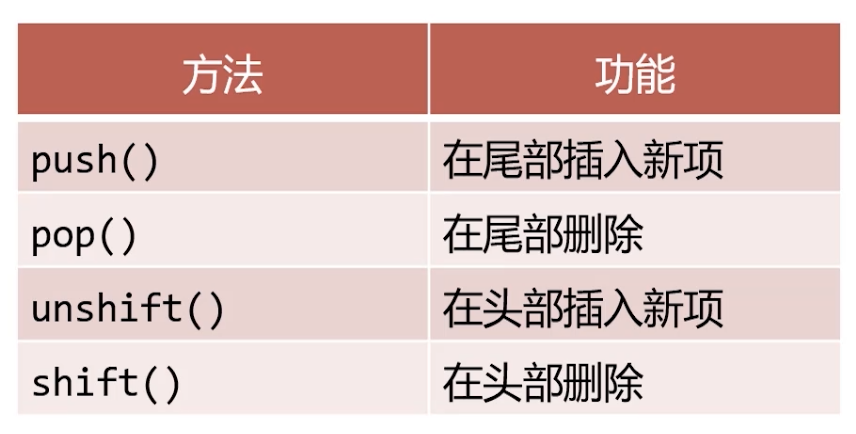 方法 功能
push() 在尾部插入新项
pop() 在尾部删除
unshift() 在头部插入新项
shift() 在头部删除